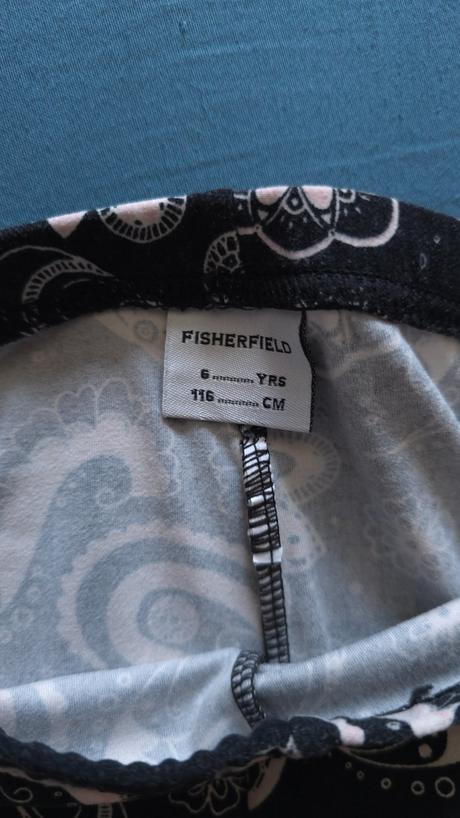 FISHERFIELD
6 -------- YRS
116 -------- CM